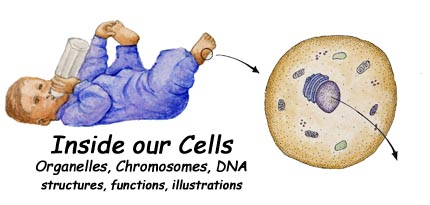 Inside our Cells
Organelles, Chromosomes, DNA
structures, functions, illustrations